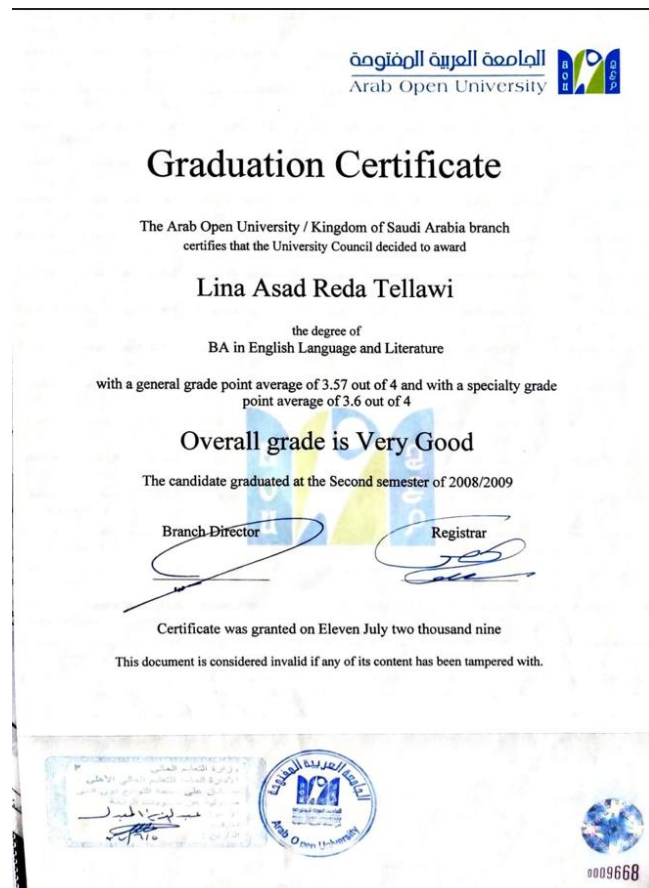 الجامعة العربية المفتوحة
Arab Open University
Graduation Certificate
The Arab Open University / Kingdom of Saudi Arabia branch
certifies that the University Council decided to award
Lina Asad Reda Tellawi
the degree of
BA in English Language and Literature
with a general grade point average of 3.57 out of 4 and with a specialty grade
point average of 3.6 out of 4
Overall grade is Very Good
The candidate graduated at the Second semester of 2008/2009
Branch Director
Registrar
Certificate was granted on Eleven July two thousand nine
This document is considered invalid if any of its content has been tampered with.
وزارة التعليم العالي
الجامعة العربية المفتوحة
Arab Open University
0009668